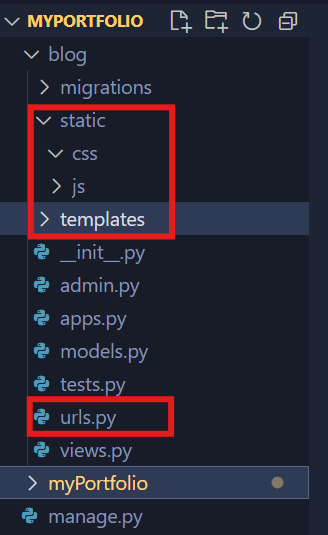 MYPORTFOLIO
blog
migrations
static
css
js
templates
__init__.py
admin.py
apps.py
models.py
tests.py
urls.py
views.py
myPortfolio
manage.py